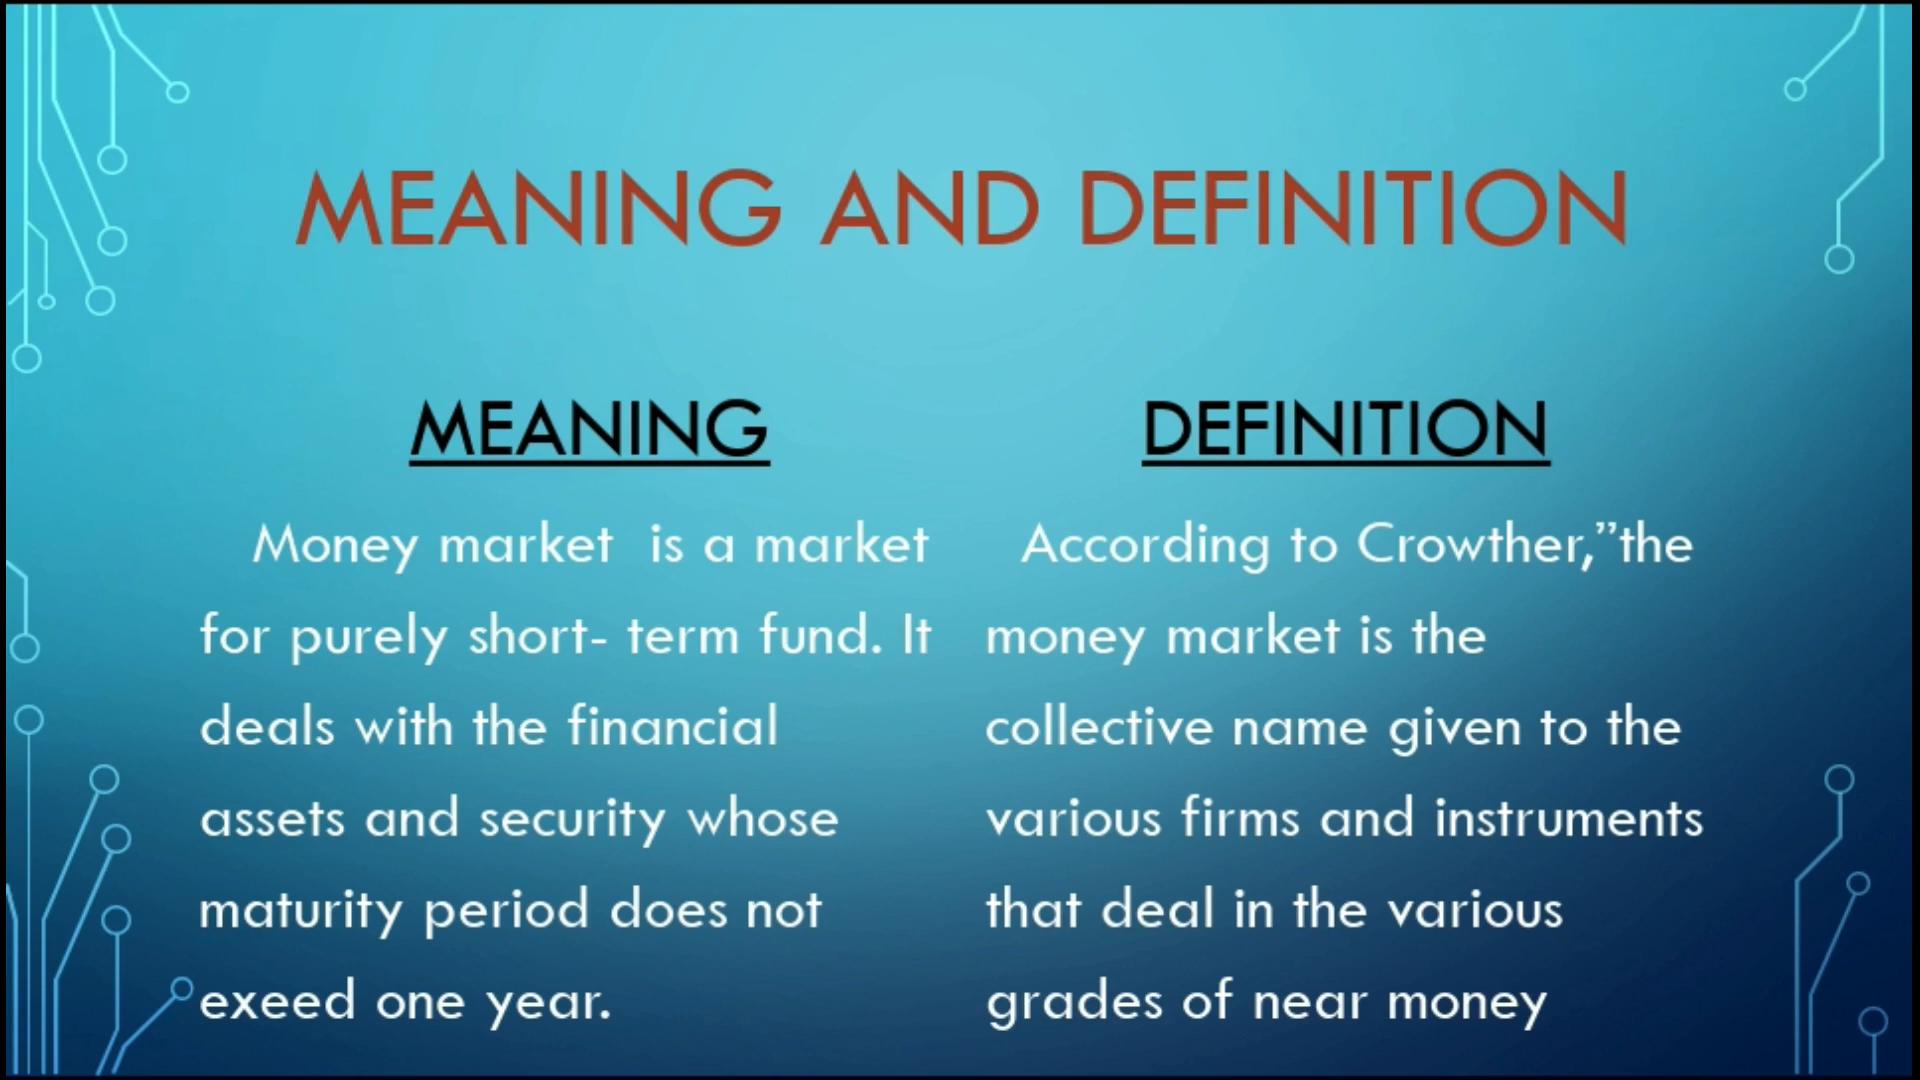 MEANING AND DEFINITION
MEANING
Money market is a market
for purely short- term fund. It
deals with the financial
assets and security whose
maturity period does not
exeed one year.
DEFINITION
According to Crowther,”the
money market is the
collective name given to the
various firms and instruments
that deal in the various
grades of near money